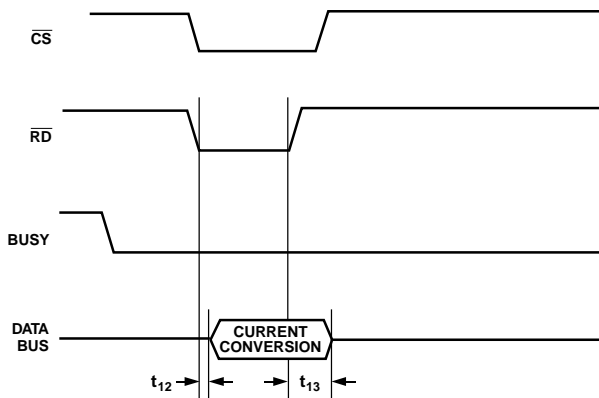 CS
RD
BUSY
DATA
BUS
CURRENT
CONVERSION
t12
t13